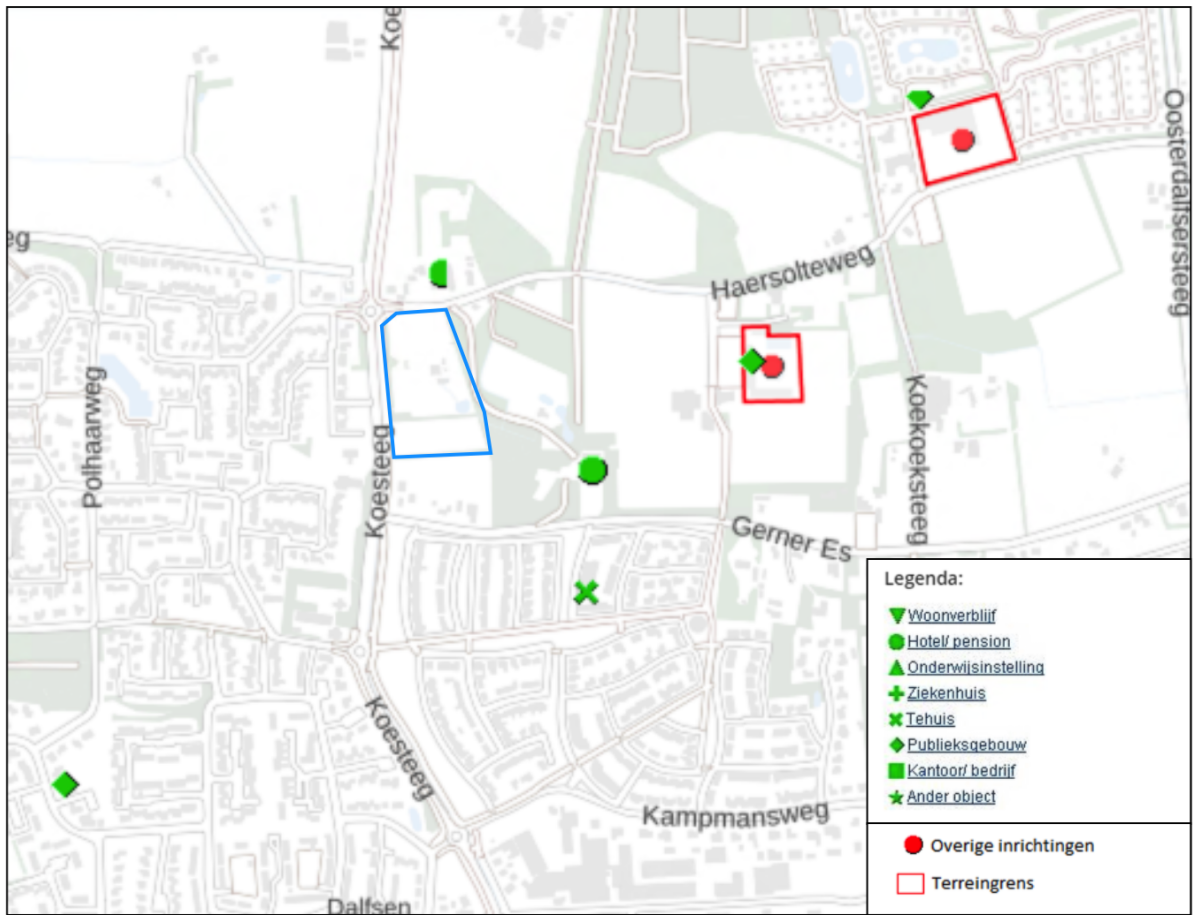 Koe
Oosterdalfsersteeg
eg
Haersolteweg
Polhaarweg
Koesteeg
Koekoeksteeg
Gerner Es
Koesteeg
Kampmansweg
Dalfsen
Legenda:
Woonverblijf
Hotel/ pension
Onderwijsinstelling
Ziekenhuis
Tehuis
Publieksgebouw
Kantoor/ bedrijf
Ander object
Overige inrichtingen
Terreingrens